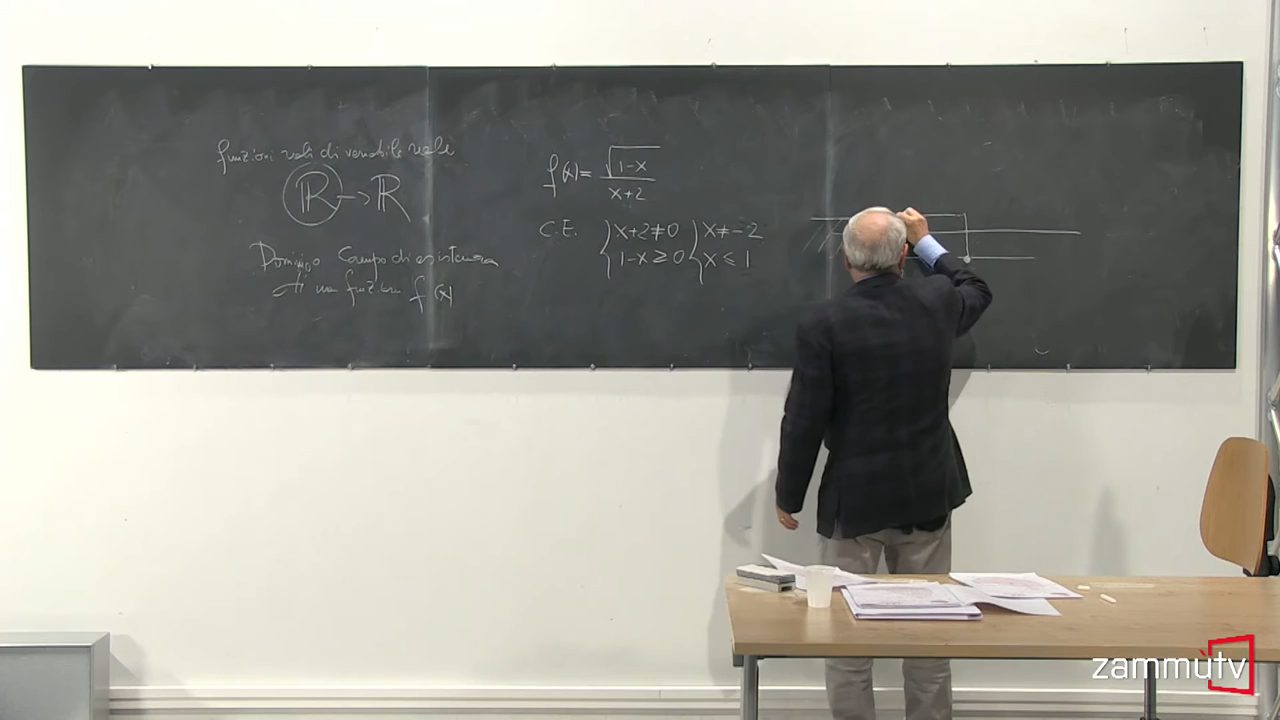 funzioni reali di variabile reale
ℝ → ℝ
Dominio Campo di esistenza
di una funzione f(x)
f(x) = √(1-x) / (x+2)
C.E. { x+2≠0 { x≠-2
{ 1-x≥0 { x≤1
zammùtv